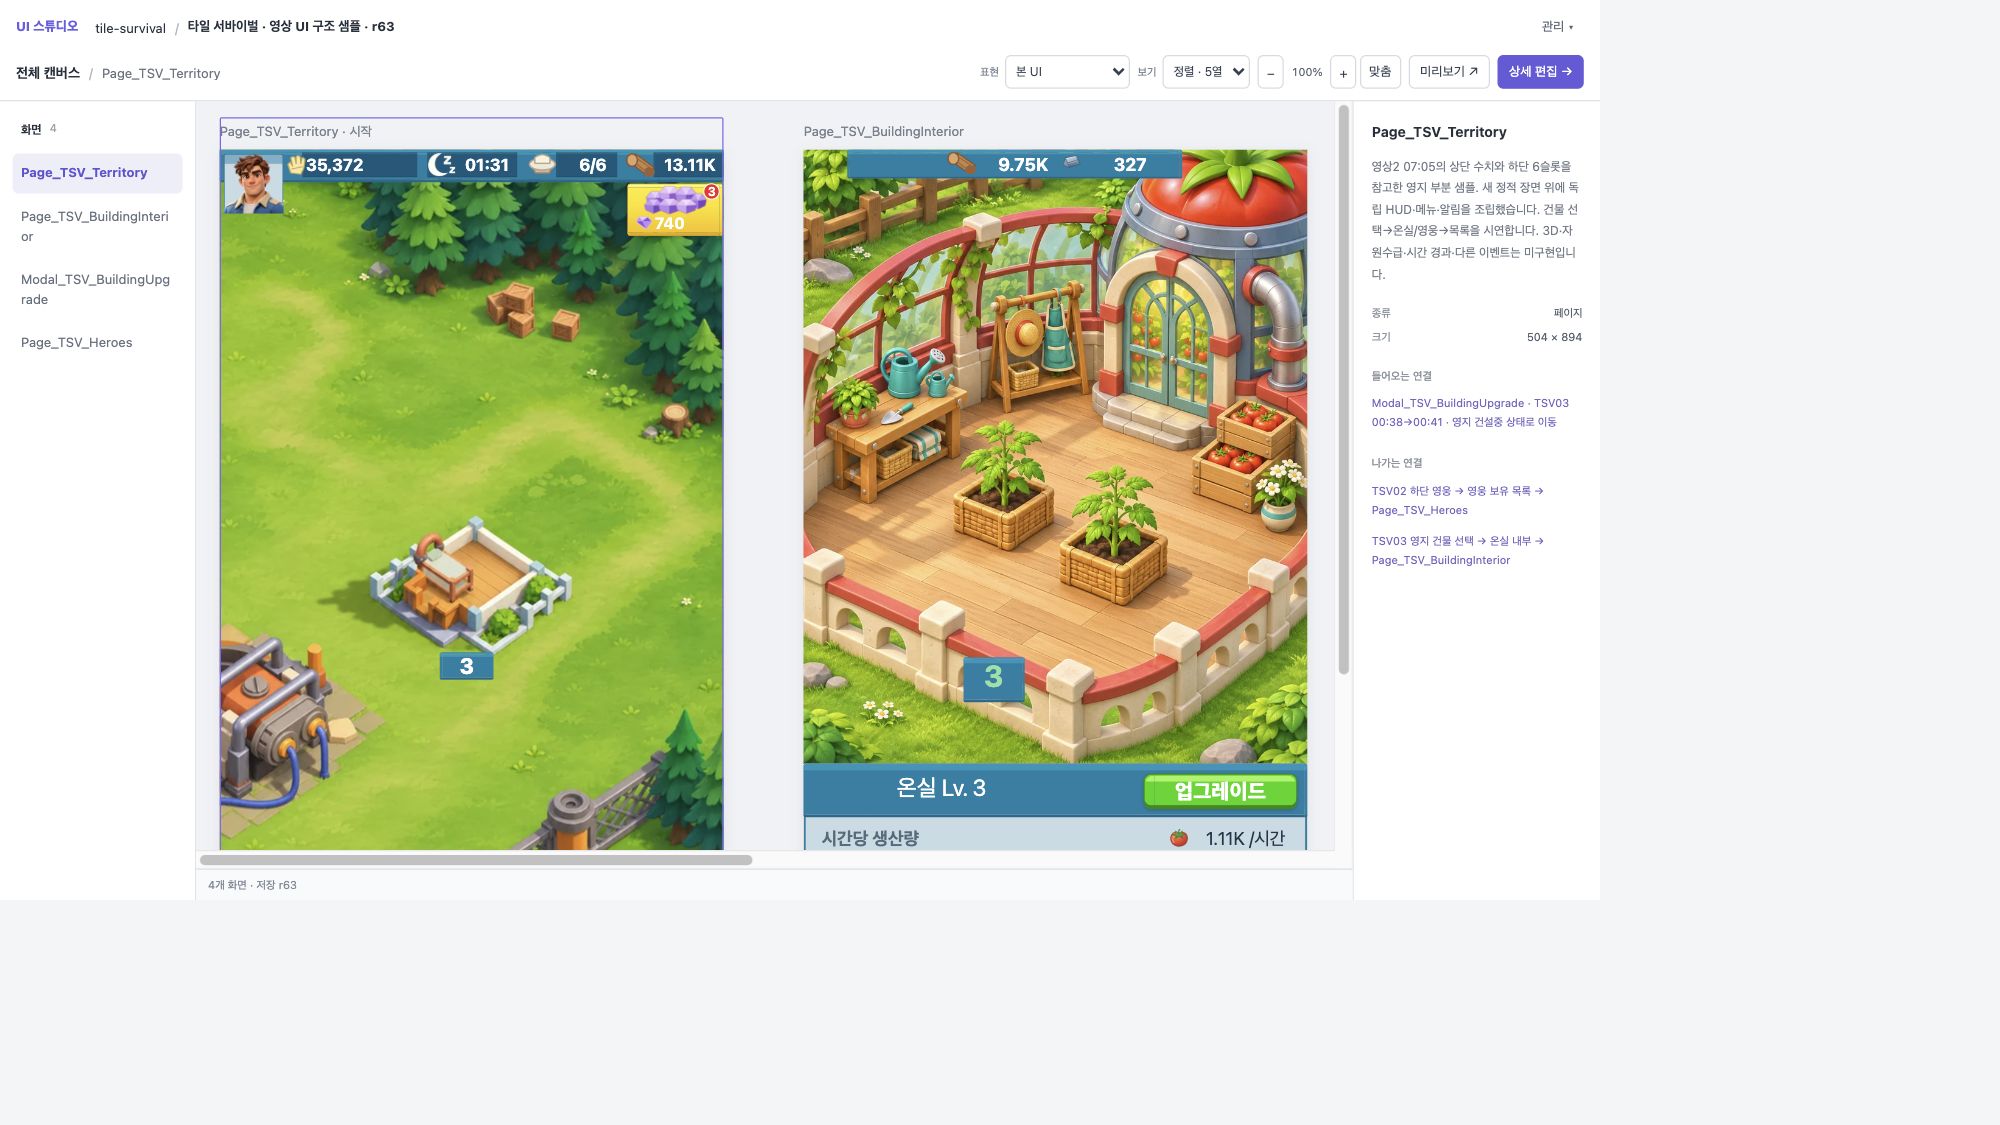 UI 스튜디오 tile-survival / 타일 서바이벌 · 영상 UI 구조 샘플 · r63 관리 ▾
전체 캔버스 / Page_TSV_Territory 표현 본 UI 보기 정렬 · 5열 − 100% + 맞춤 미리보기 ↗ 상세 편집 →
화면 4
Page_TSV_Territory
Page_TSV_BuildingInteri
or
Modal_TSV_BuildingUpg
rade
Page_TSV_Heroes
Page_TSV_Territory · 시작
35,372 01:31 6/6 13.11K
3
740
3
Page_TSV_BuildingInterior
9.75K 327
3
온실 Lv. 3 업그레이드
시간당 생산량 1.11K /시간
4개 화면 · 저장 r63
Page_TSV_Territory
영상2 07:05의 상단 수치와 하단 6슬롯을
참고한 영지 부분 샘플. 새 정적 장면 위에 독
립 HUD·메뉴·알림을 조립했습니다. 건물 선
택→온실/영웅→목록을 시연합니다. 3D·자
원수급·시간 경과·다른 이벤트는 미구현입니
다.
종류 페이지
크기 504 × 894
들어오는 연결
Modal_TSV_BuildingUpgrade · TSV03
00:38→00:41 · 영지 건설중 상태로 이동
나가는 연결
TSV02 하단 영웅 → 영웅 보유 목록 →
Page_TSV_Heroes
TSV03 영지 건물 선택 → 온실 내부 →
Page_TSV_BuildingInterior